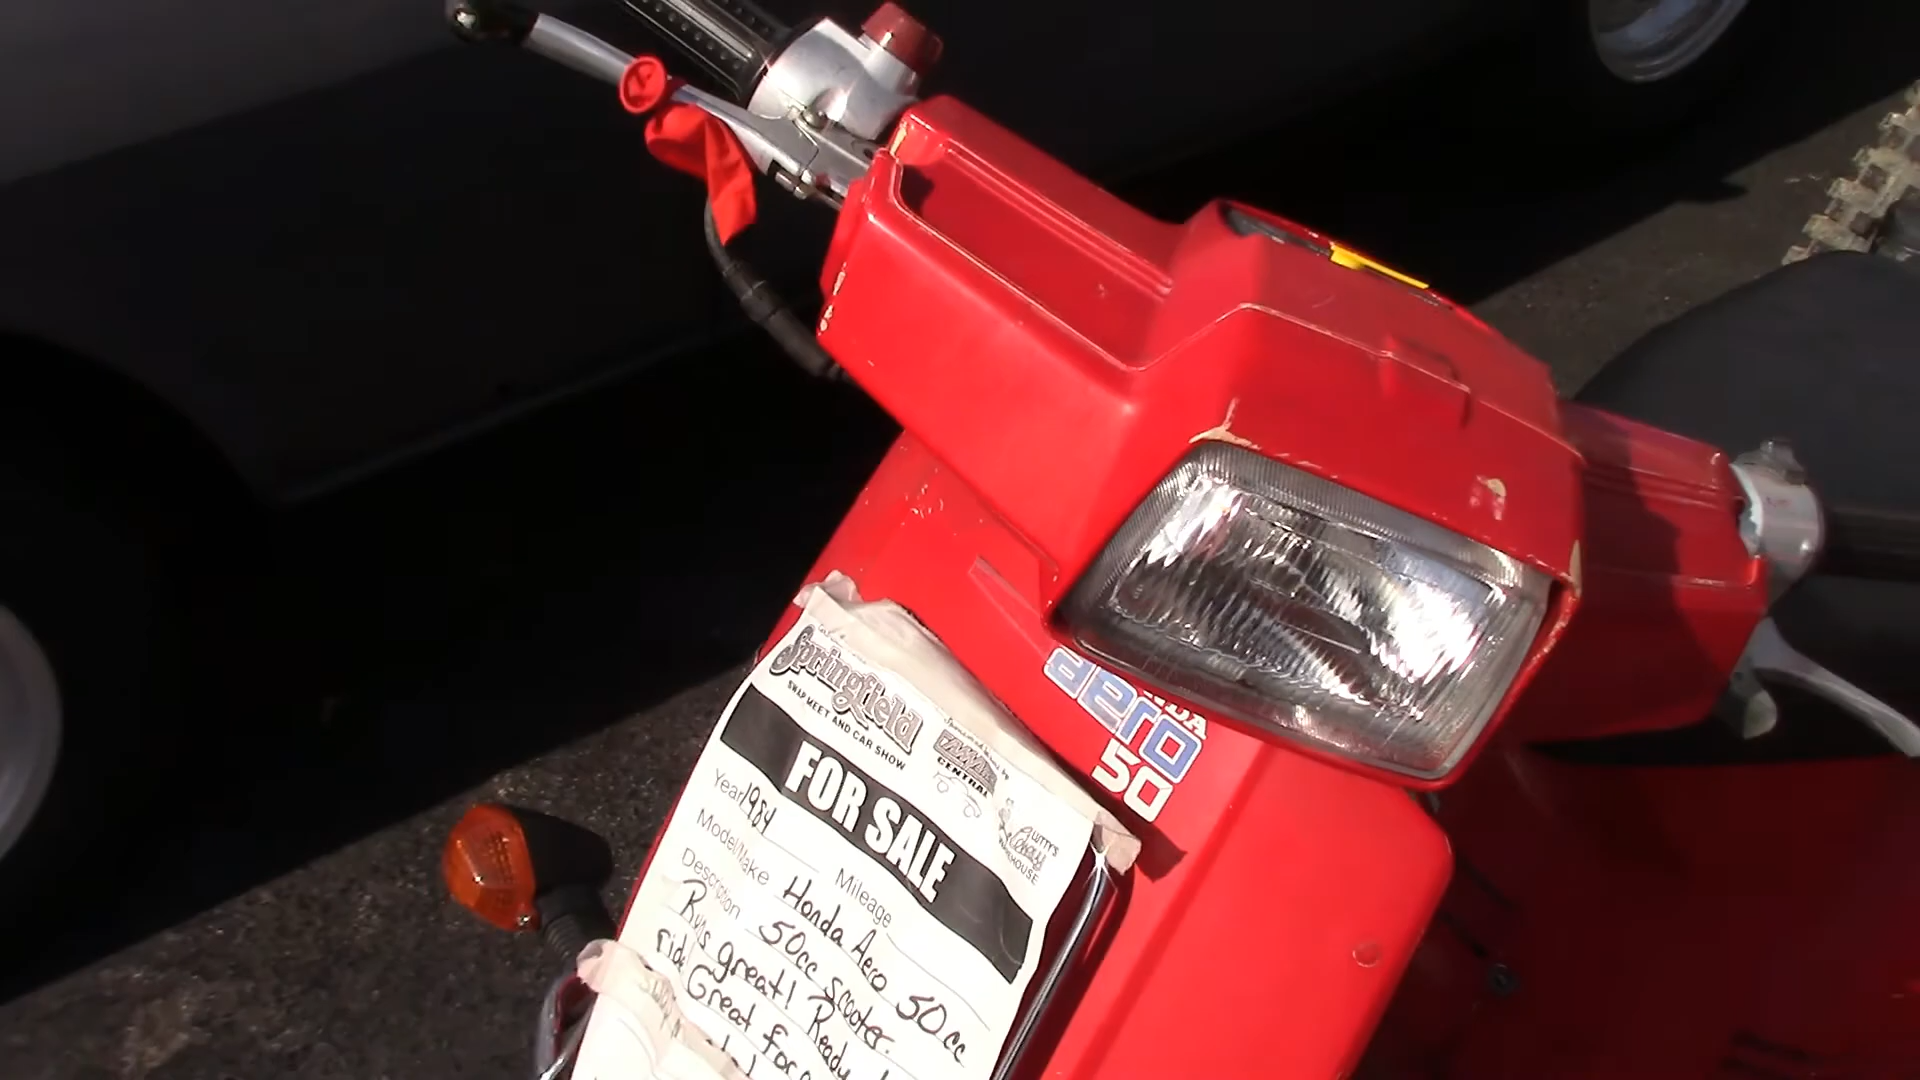 Springfield
SWAP MEET AND CAR SHOW
CENTRAL
WAREHOUSE
FOR SALE
Year 1984
Model/Make Honda Aero 50cc
Mileage
Description 50cc scooter.
Runs great! Ready
ride Great for
aero
50